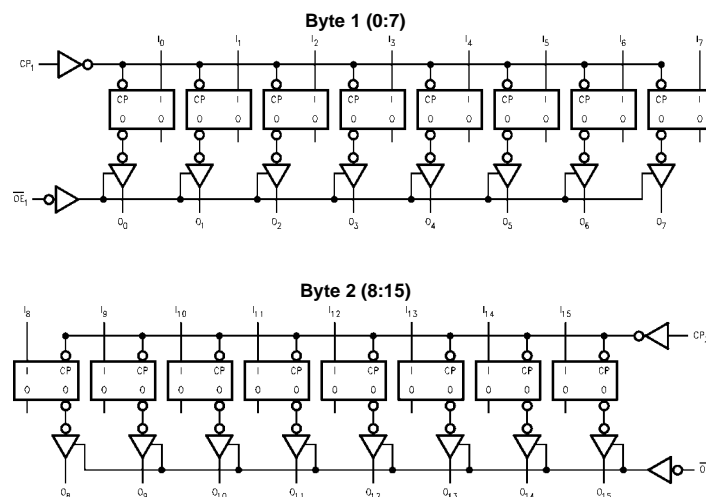 Byte 1 (0:7)
I0 I1 I2 I3 I4 I5 I6 I7
CP1
CP I CP I CP I CP I CP I CP I CP I CP I
O O O O O O O O O O O O O O O O
OE1
O0 O1 O2 O3 O4 O5 O6 O7
Byte 2 (8:15)
I8 I9 I10 I11 I12 I13 I14 I15
CP
I CP I CP I CP I CP I CP I CP I CP I CP
O O O O O O O O O O O O O O O O
O
O8 O9 O10 O11 O12 O13 O14 O15